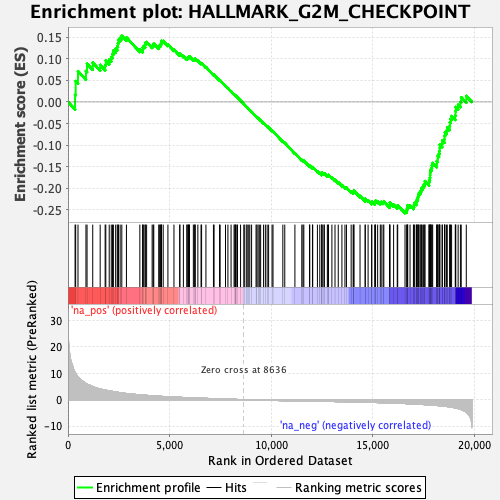 Enrichment plot: HALLMARK_G2M_CHECKPOINT
Enrichment score (ES)
0.15
0.10
0.05
0.00
-0.05
-0.10
-0.15
-0.20
-0.25
'na_pos' (positively correlated)
Ranked list metric (PreRanked)
30
20
10
0
-10
Zero cross at 8636
'na_neg' (negatively correlated)
0
5,000
10,000
15,000
20,000
Rank in Ordered Dataset
Enrichment profile
Hits
Ranking metric scores